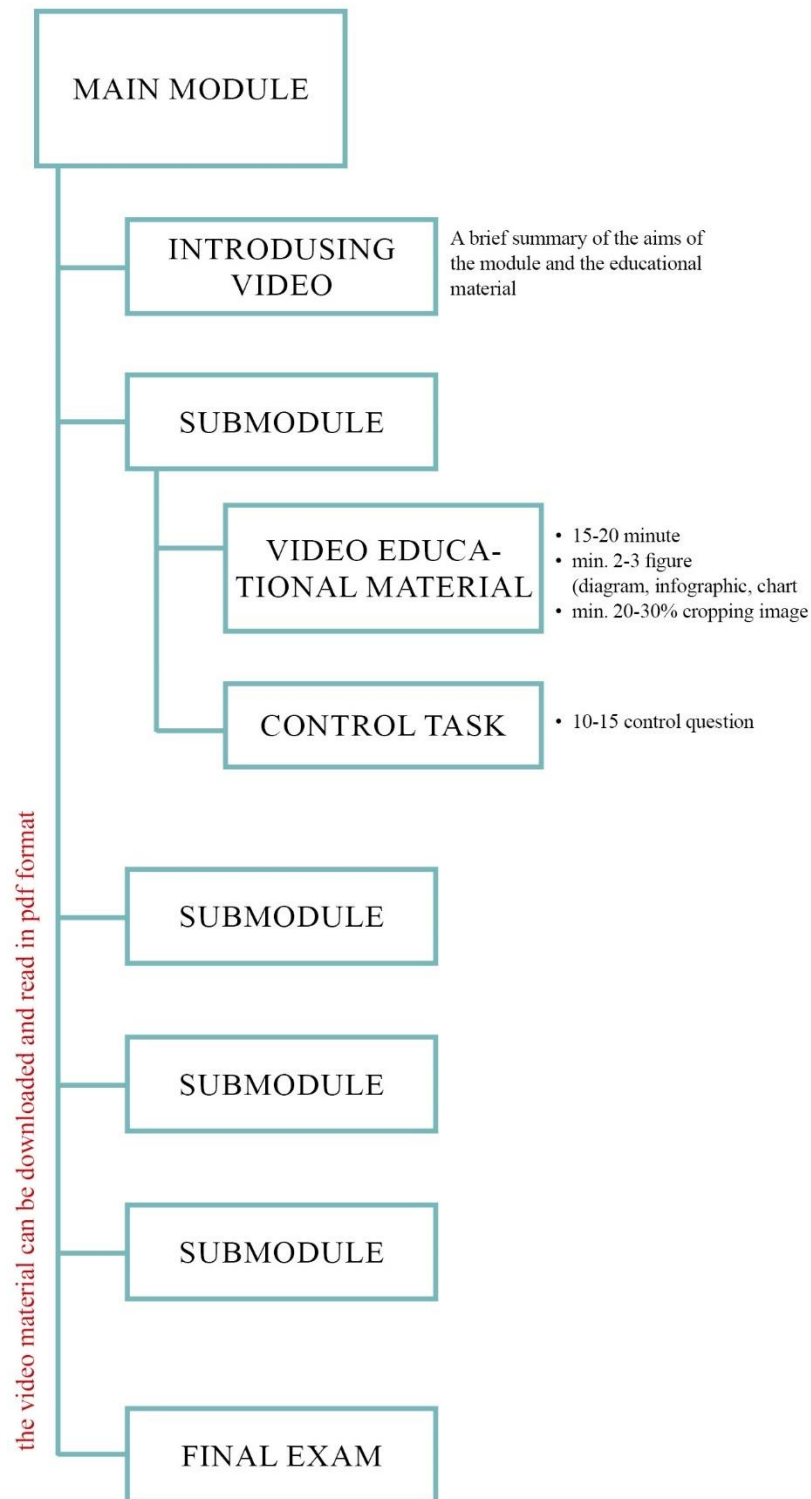 MAIN MODULE
INTRODUSING
VIDEO
A brief summary of the aims of
the module and the educational
material
SUBMODULE
VIDEO EDUCA-
TIONAL MATERIAL
• 15-20 minute
• min. 2-3 figure
(diagram, infographic, chart
• min. 20-30% cropping image
CONTROL TASK
• 10-15 control question
SUBMODULE
SUBMODULE
SUBMODULE
FINAL EXAM
the video material can be downloaded and read in pdf format